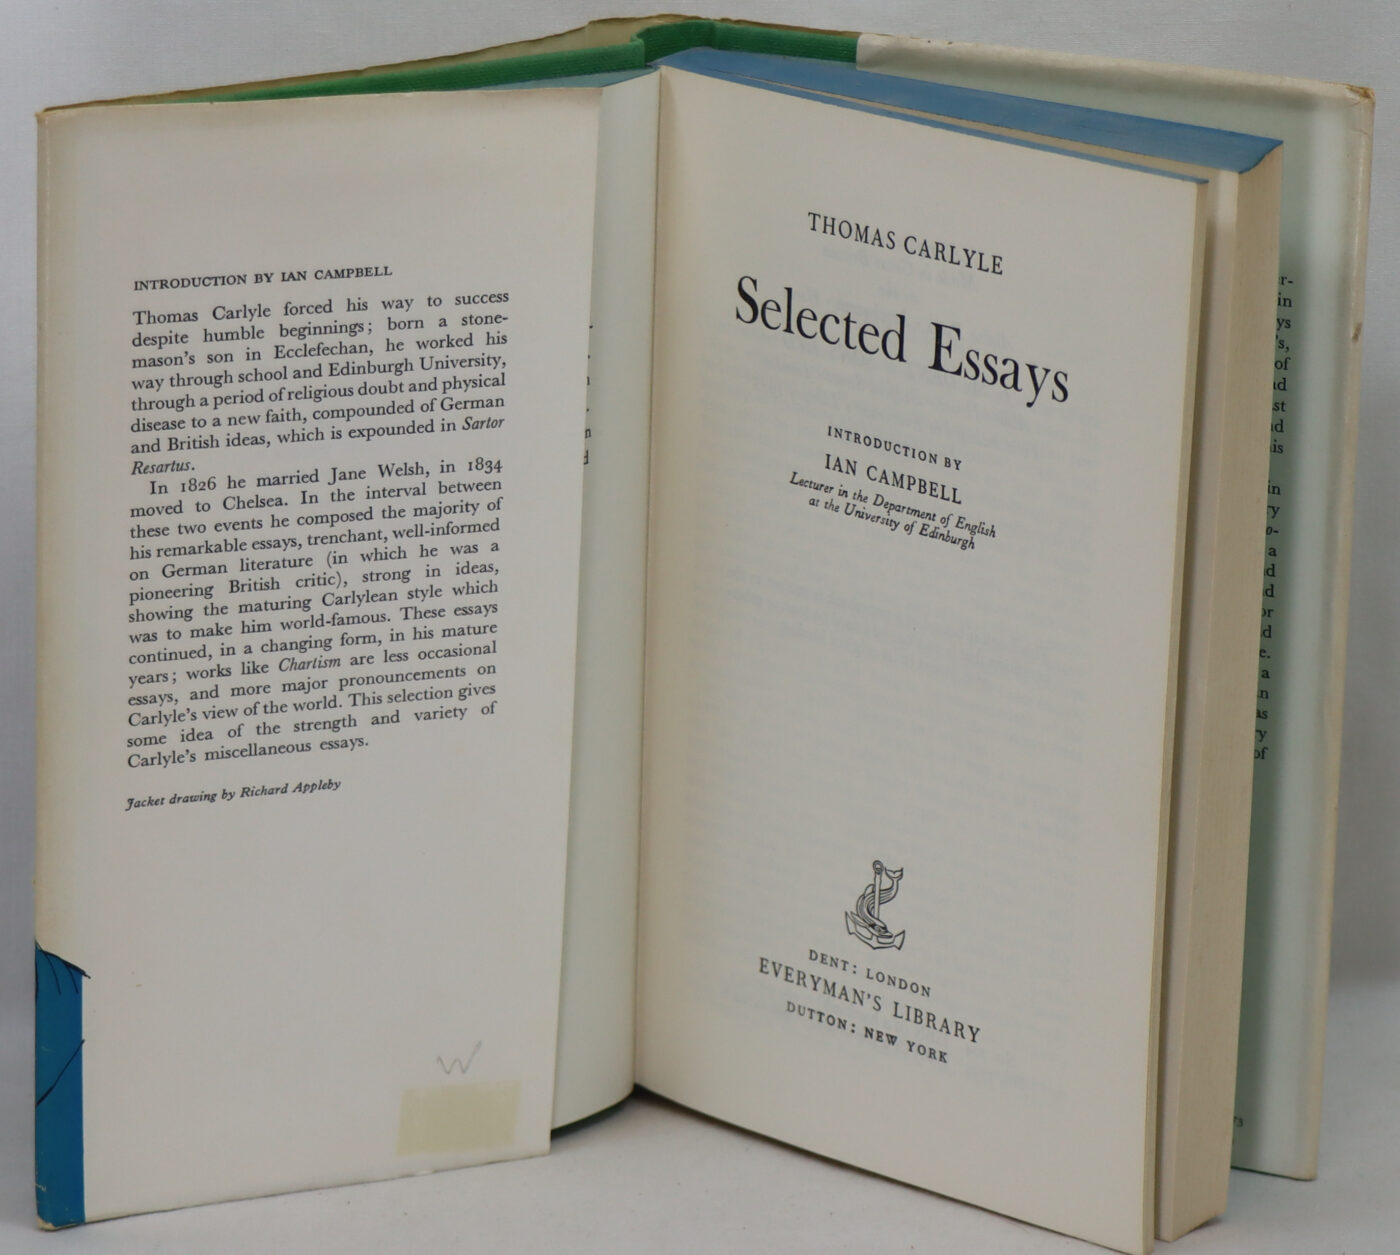 INTRODUCTION BY IAN CAMPBELL
Thomas Carlyle forced his way to success
despite humble beginnings; born a stone-
mason's son in Ecclefechan, he worked his
way through school and Edinburgh University,
through a period of religious doubt and physical
disease to a new faith, compounded of German
and British ideas, which is expounded in Sartor
Resartus.
In 1826 he married Jane Welsh, in 1834
moved to Chelsea. In the interval between
these two events he composed the majority of
his remarkable essays, trenchant, well-informed
on German literature (in which he was a
pioneering British critic), strong in ideas,
showing the maturing Carlylean style which
was to make him world-famous. These essays
continued, in a changing form, in his mature
years; works like Chartism are less occasional
essays, and more major pronouncements on
Carlyle's view of the world. This selection gives
some idea of the strength and variety of
Carlyle's miscellaneous essays.
Jacket drawing by Richard Appleby
W
THOMAS CARLYLE
Selected Essays
INTRODUCTION BY
IAN CAMPBELL
Lecturer in the Department of English
at the University of Edinburgh
DENT: LONDON
EVERYMAN'S LIBRARY
DUTTON: NEW YORK